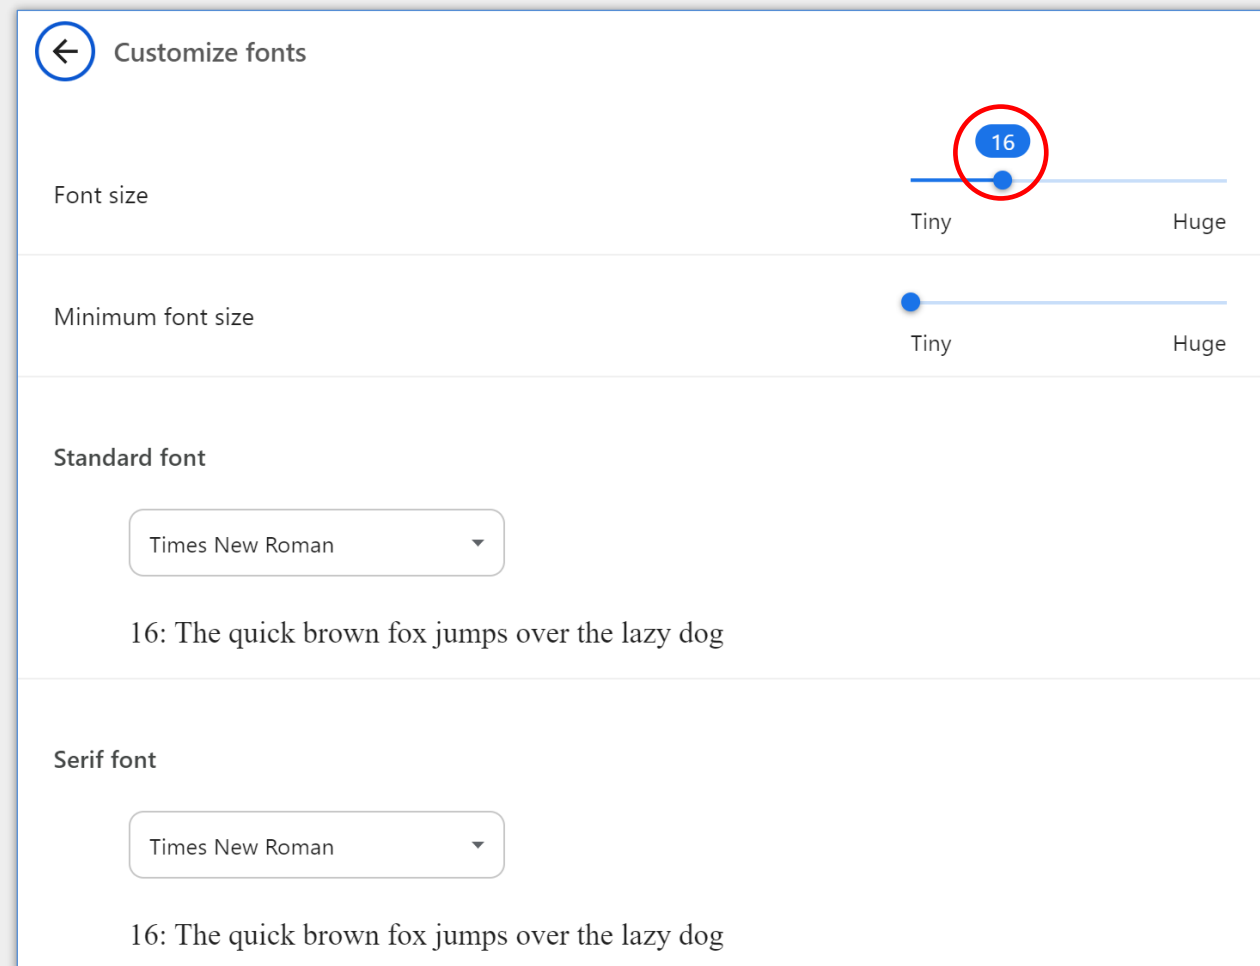 Customize fonts
16
Font size
Tiny Huge
Minimum font size
Tiny Huge
Standard font
Times New Roman
16: The quick brown fox jumps over the lazy dog
Serif font
Times New Roman
16: The quick brown fox jumps over the lazy dog